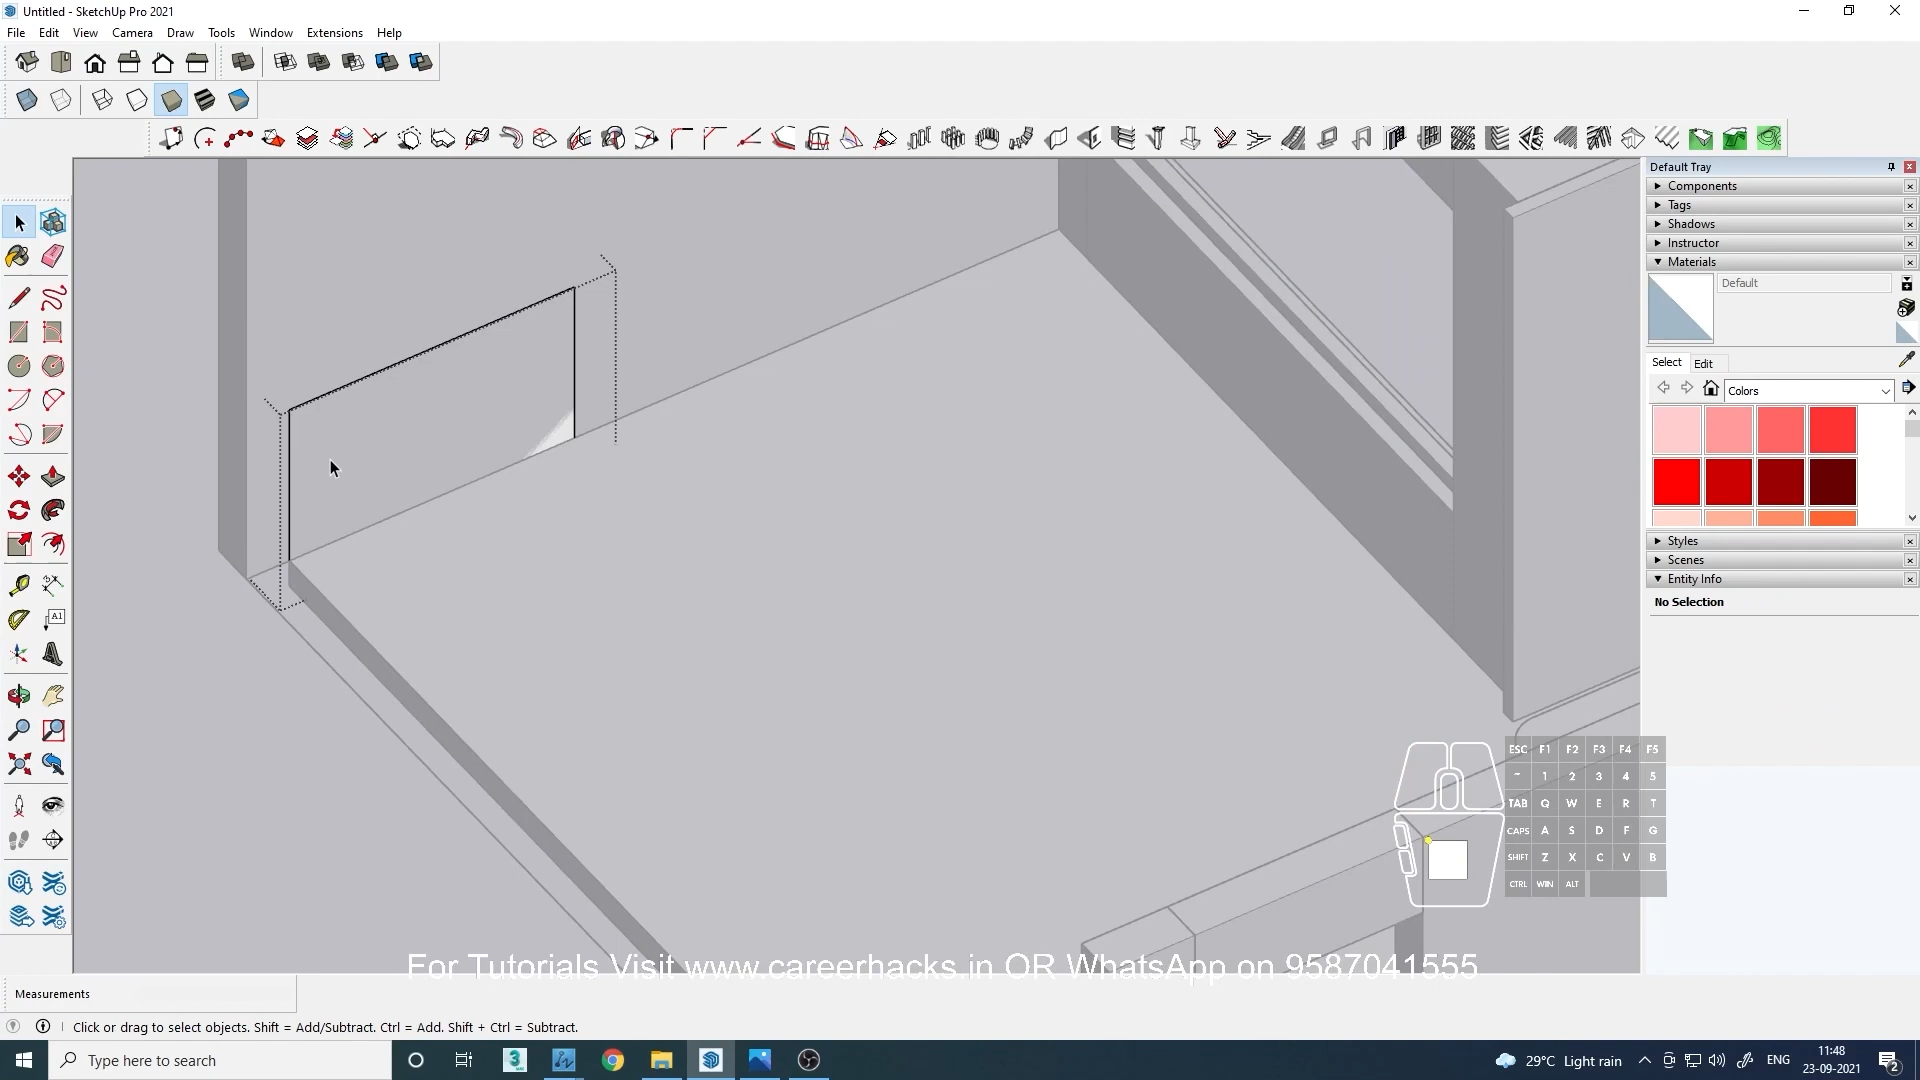 Untitled - SketchUp Pro 2021
File Edit View Camera Draw Tools Window Extensions Help
Default Tray
Components
Tags
Shadows
Instructor
Materials
Default
Select Edit
Colors
Styles
Scenes
Entity Info
No Selection
A1
ESC F1 F2 F3 F4 F5
~ 1 2 3 4 5
TAB Q W E R T
CAPS A S D F G
SHIFT Z X C V B
CTRL WIN ALT
For Tutorials Visit www.careerhacks.in OR WhatsApp on 9587041555
Measurements
Click or drag to select objects. Shift = Add/Subtract. Ctrl = Add. Shift + Ctrl = Subtract.
Type here to search
3
29°C Light rain
ENG
11:48
23-09-2021
2